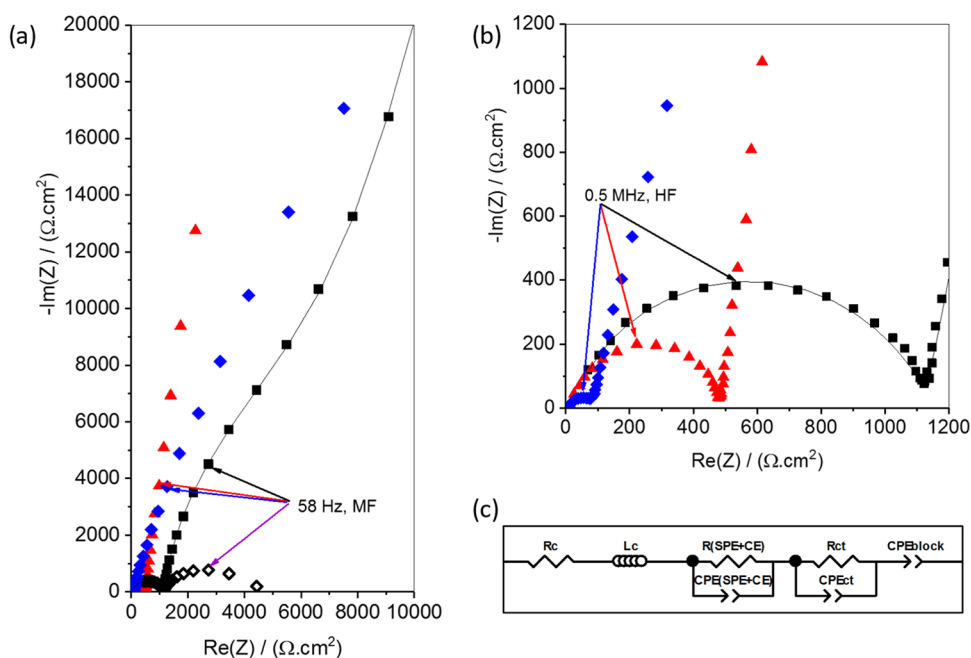 (a)
20000
18000
16000
14000
12000
10000
8000
6000
4000
2000
0
-Im(Z) / (Ω.cm²)
58 Hz, MF
0 2000 4000 6000 8000 10000
Re(Z) / (Ω.cm²)
(b)
1200
1000
800
600
400
200
0
-Im(Z) / (Ω.cm²)
0.5 MHz, HF
0 200 400 600 800 1000 1200
Re(Z) / (Ω.cm²)
(c)
Rc Lc R(SPE+CE) Rct CPEblock
CPE(SPE+CE) CPEct